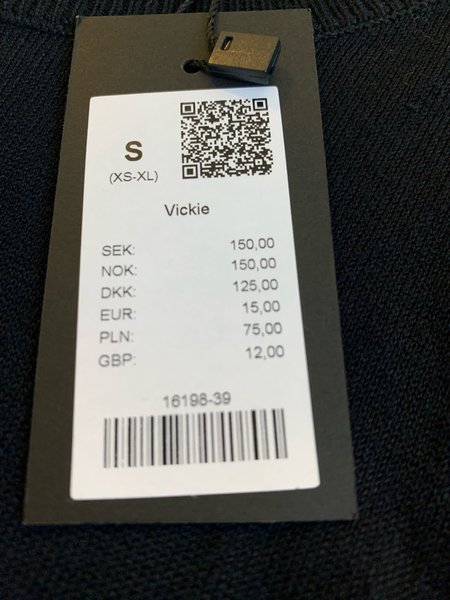 S
(XS-XL)
Vickie
SEK: 150,00
NOK: 150,00
DKK: 125,00
EUR: 15,00
PLN: 75,00
GBP: 12,00
16198-39